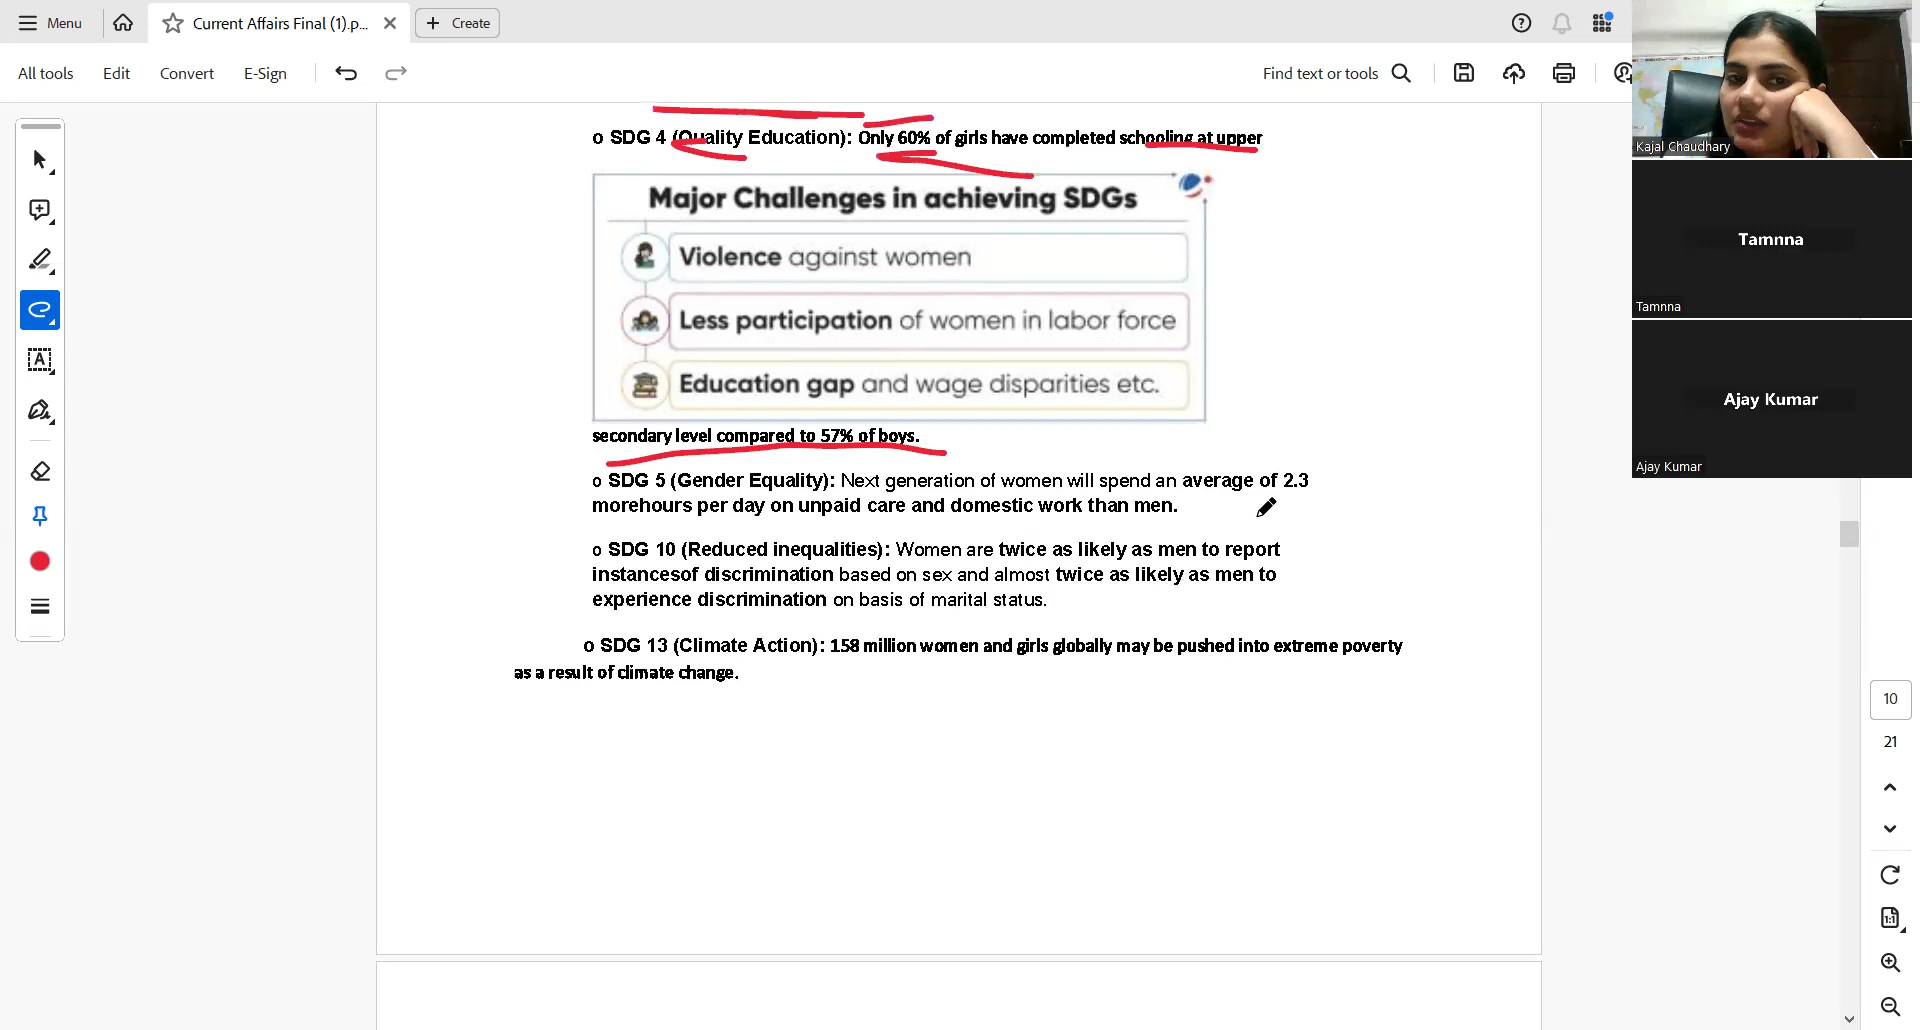 Menu
Current Affairs Final (1).p...
Create
All tools
Edit
Convert
E-Sign
Find text or tools
o SDG 4 (Quality Education): Only 60% of girls have completed schooling at upper
Major Challenges in achieving SDGs
Violence against women
Less participation of women in labor force
Education gap and wage disparities etc.
secondary level compared to 57% of boys.
o SDG 5 (Gender Equality): Next generation of women will spend an average of 2.3
morehours per day on unpaid care and domestic work than men.
o SDG 10 (Reduced inequalities): Women are twice as likely as men to report
instancesof discrimination based on sex and almost twice as likely as men to
experience discrimination on basis of marital status.
o SDG 13 (Climate Action): 158 million women and girls globally may be pushed into extreme poverty
as a result of climate change.
Kajal Chaudhary
Tamnna
Tamnna
Ajay Kumar
Ajay Kumar
10
21
1:1